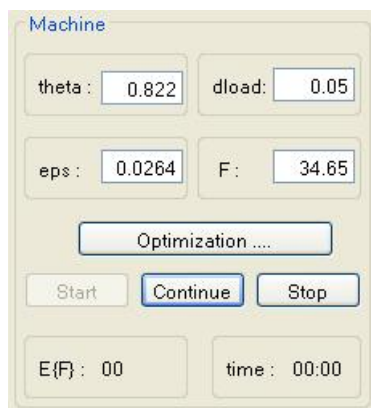 Machine
theta : 0.822 dload: 0.05
eps : 0.0264 F : 34.65
Optimization ....
Start Continue Stop
E{F} : 00 time : 00:00